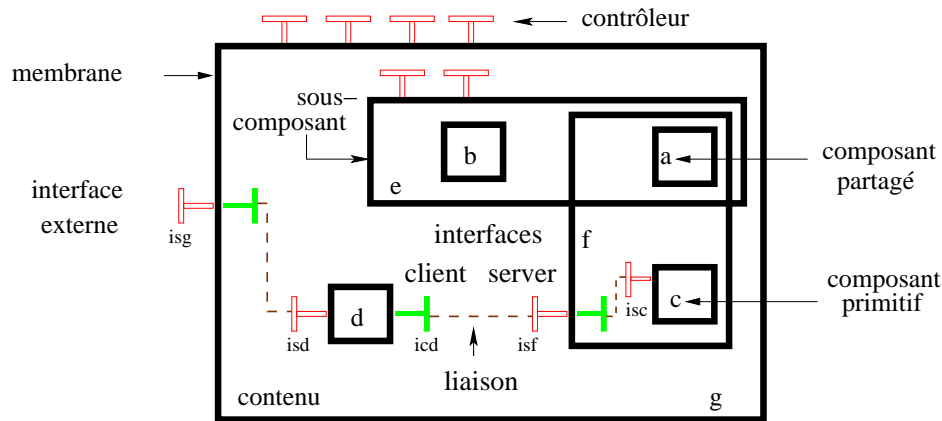 contrôleur
membrane
sous-
composant
b
a
composant
partagé
e
interface
externe
isg
interfaces
f
client
server
isc
c
composant
primitif
d
isd
icd
isf
liaison
contenu
g